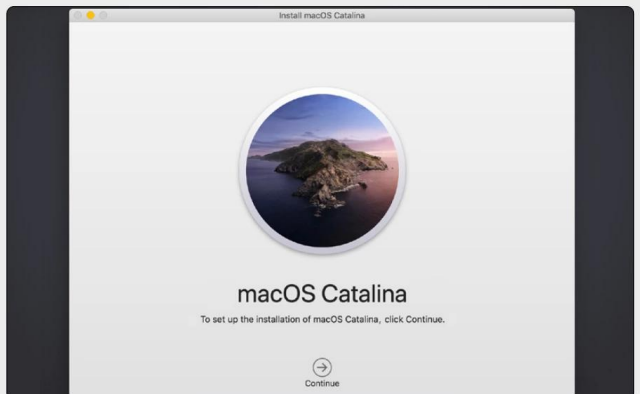 Install macOS Catalina
macOS Catalina
To set up the installation of macOS Catalina, click Continue.
Continue